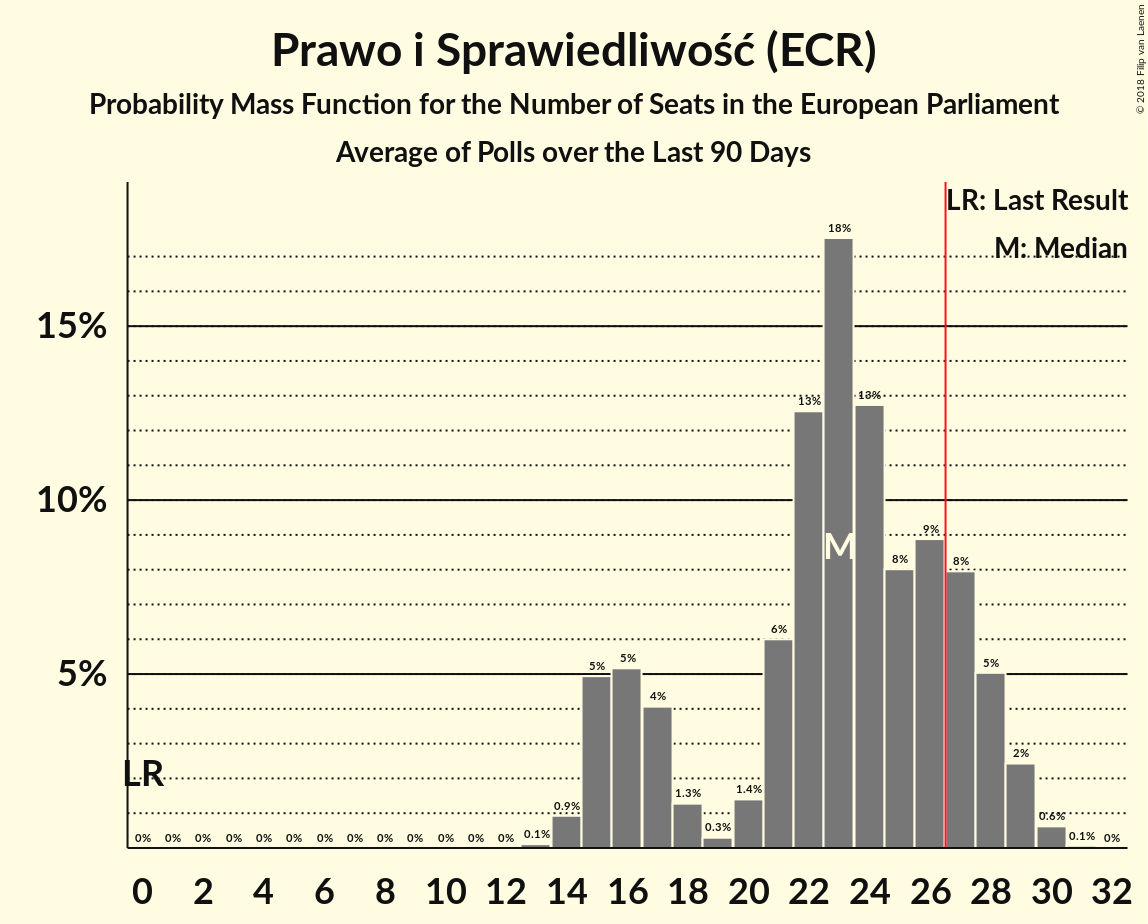 Prawo i Sprawiedliwość (ECR)
Probability Mass Function for the Number of Seats in the European Parliament
Average of Polls over the Last 90 Days
© 2018 Filip van Laenen
LR: Last Result
M: Median
15%
10%
5%
LR
M
0% 0% 0% 0% 0% 0% 0% 0% 0% 0% 0% 0% 0% 0.1% 0.9% 5% 5% 4% 1.3% 0.3% 1.4% 6% 13% 18% 13% 8% 9% 8% 5% 2% 0.6% 0.1% 0%
0 2 4 6 8 10 12 14 16 18 20 22 24 26 28 30 32